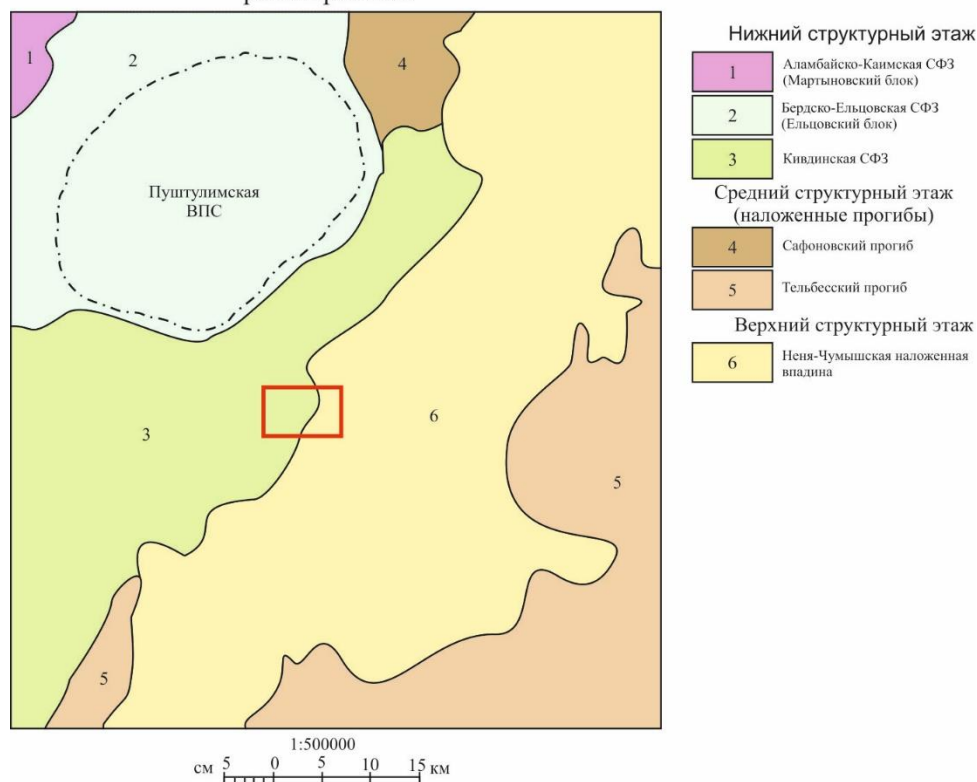 Нижний структурный этаж
1
Аламбайско-Каимская СФЗ
(Мартыновский блок)
2
Бердско-Ельцовская СФЗ
(Ельцовский блок)
3
Кивдинская СФЗ
Средний структурный этаж
(наложенные прогибы)
4
Сафоновский прогиб
5
Тельбесский прогиб
Верхний структурный этаж
6
Неня-Чумышская наложенная
впадина
1
2
4
Пуштулимская
ВПС
3
6
5
5
1:500000
см 5 0 5 10 15 км